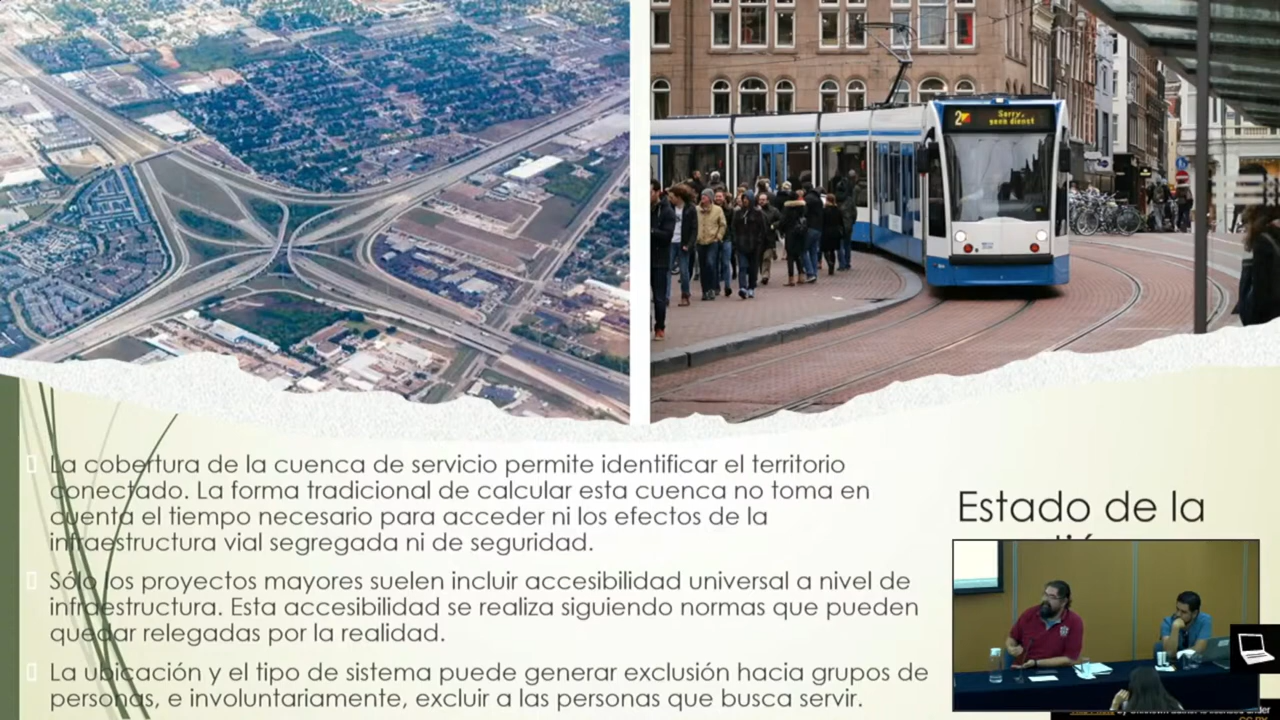 2
Sorry,
geen dienst
La cobertura de la cuenca de servicio permite identificar el territorio
conectado. La forma tradicional de calcular esta cuenca no toma en
cuenta el tiempo necesario para acceder ni los efectos de la
infraestructura vial segregada ni de seguridad.
Sólo los proyectos mayores suelen incluir accesibilidad universal a nivel de
infraestructura. Esta accesibilidad se realiza siguiendo normas que pueden
quedar relegadas por la realidad.
La ubicación y el tipo de sistema puede generar exclusión hacia grupos de
personas, e involuntariamente, excluir a las personas que busca servir.
Estado de la